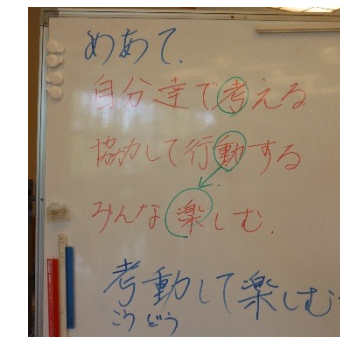 めあて.
自分達で考える
協力して行動する
みんな楽しむ.
考動して楽しむ
こうどう